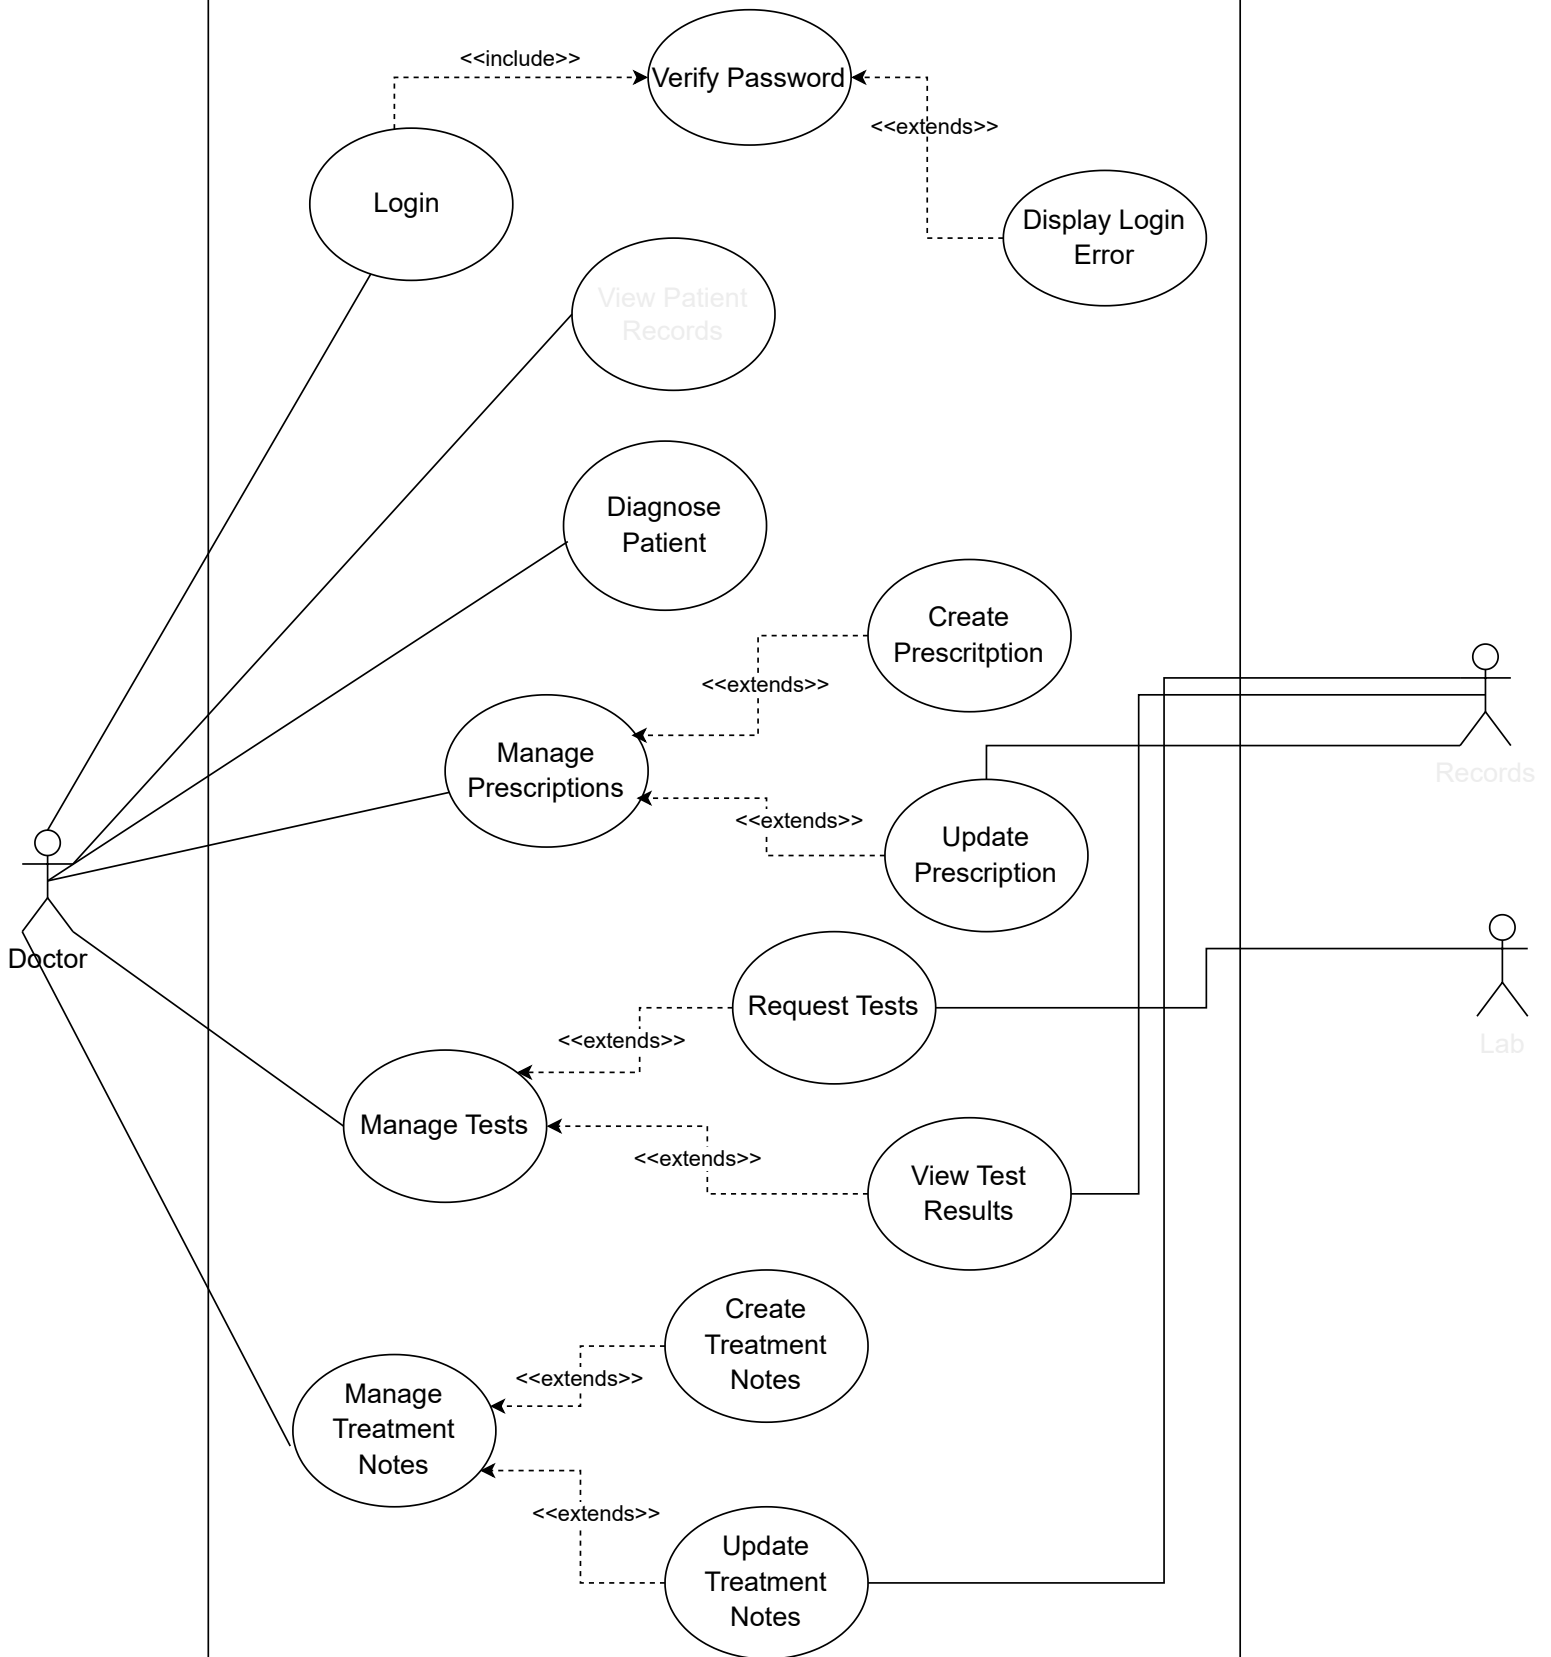 <<include>>
Verify Password
<<extends>>
Login
Display Login
Error
View Patient
Records
Diagnose
Patient
Create
Prescritption
<<extends>>
Manage
Prescriptions
Records
<<extends>>
Update
Prescription
Doctor
Request Tests
Lab
<<extends>>
Manage Tests
<<extends>>
View Test
Results
Create
Treatment
Notes
<<extends>>
Manage
Treatment
Notes
<<extends>>
Update
Treatment
Notes